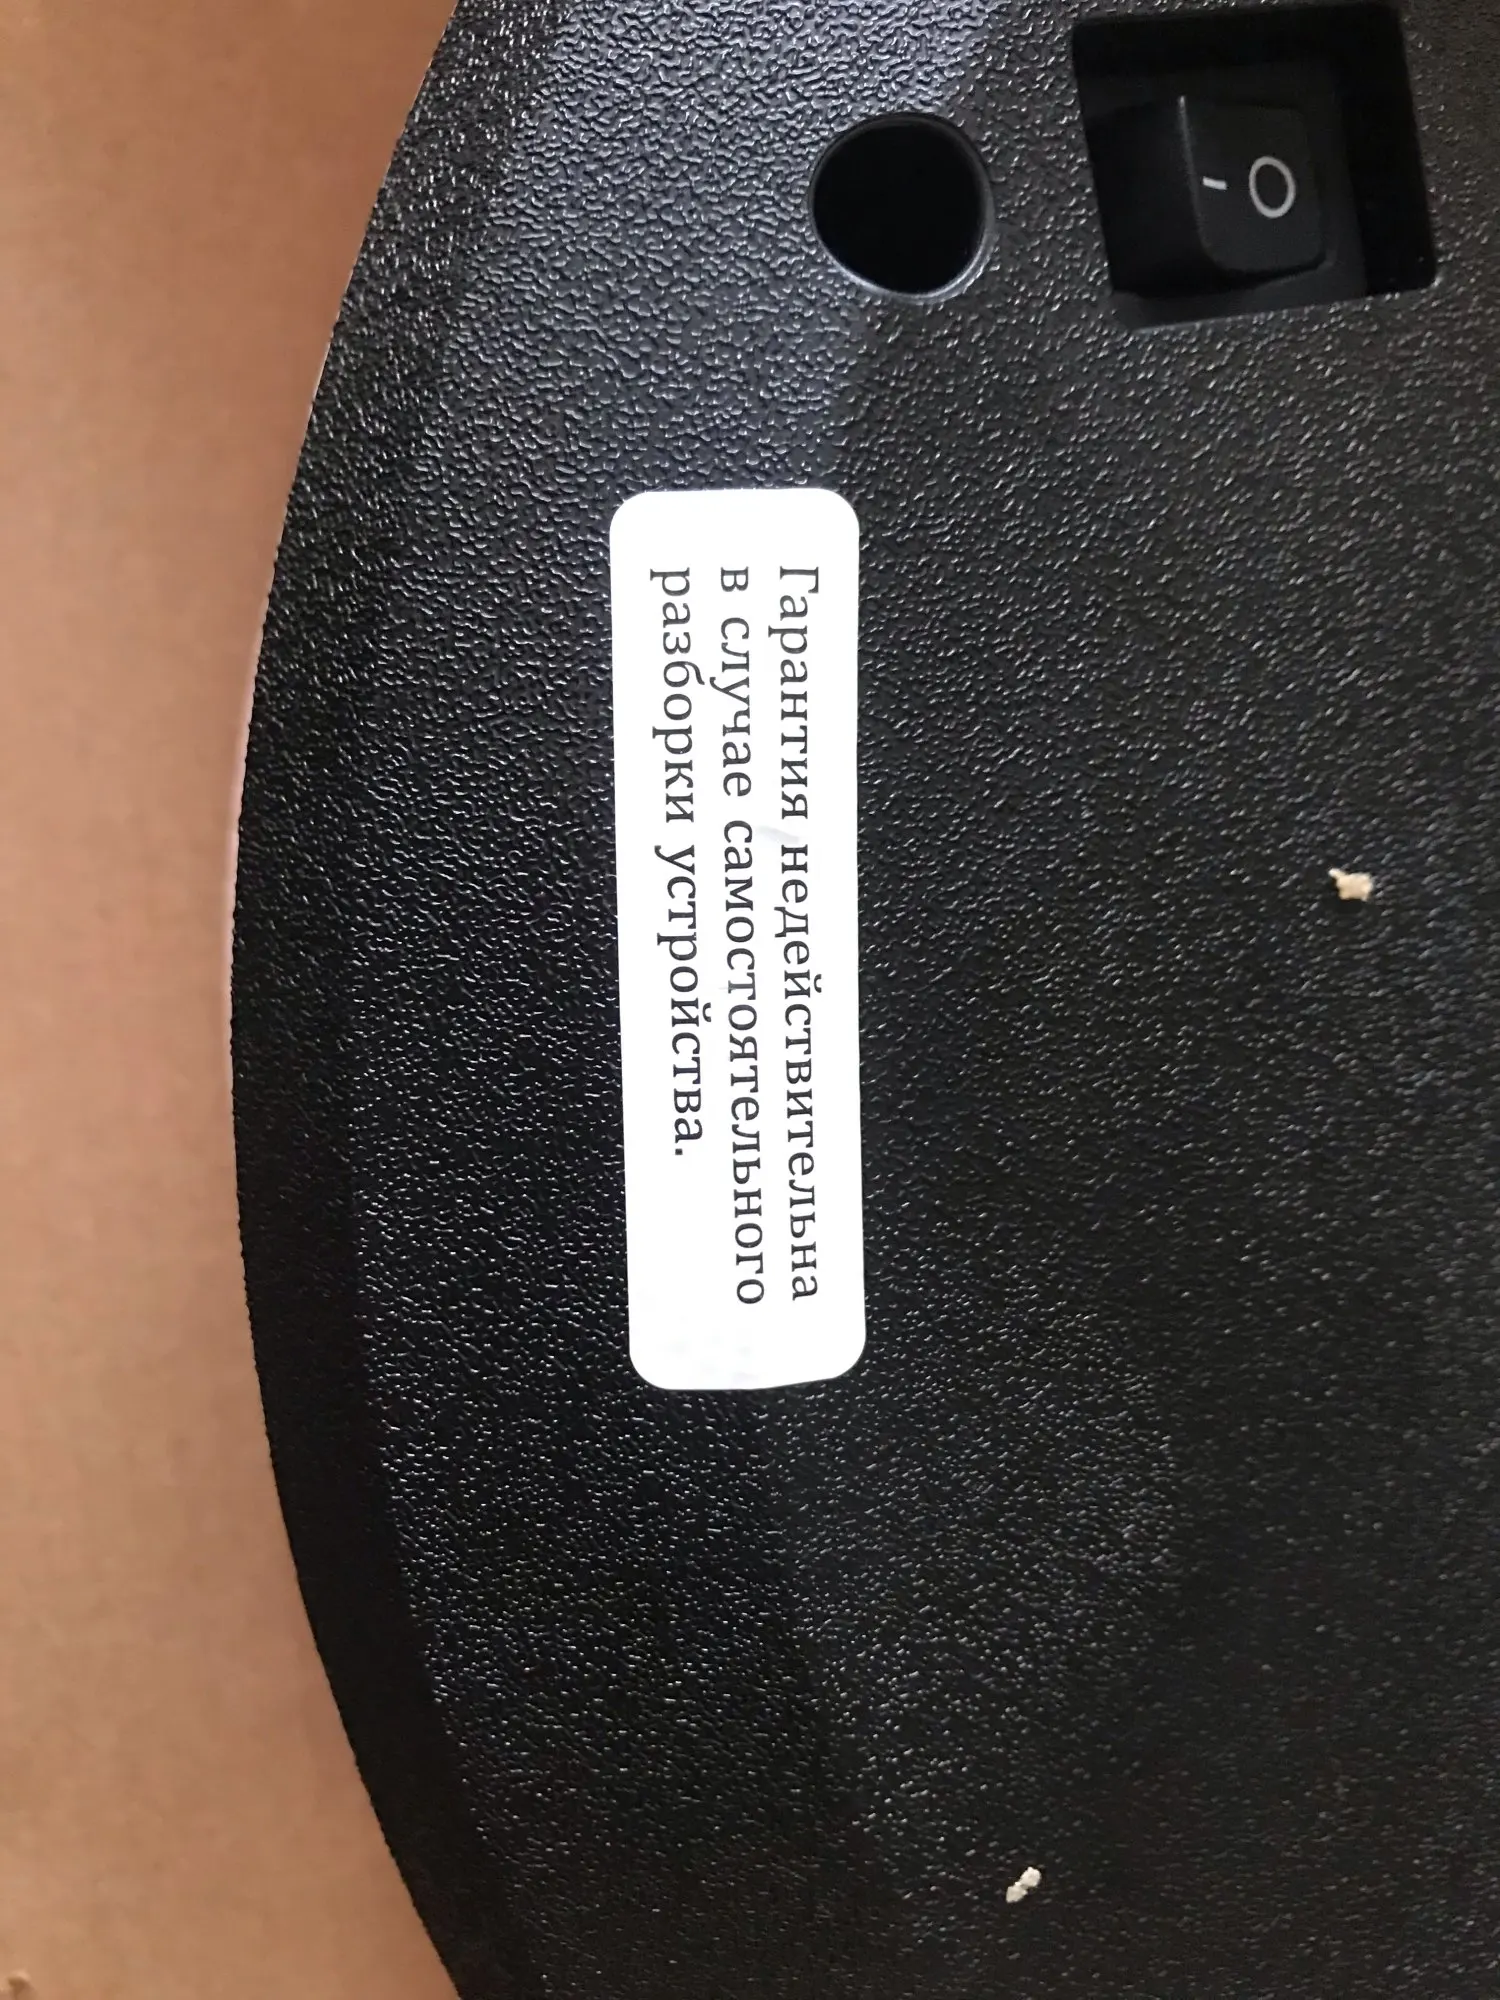 Гарантия недействительна
в случае самостоятельного
разборки устройства.